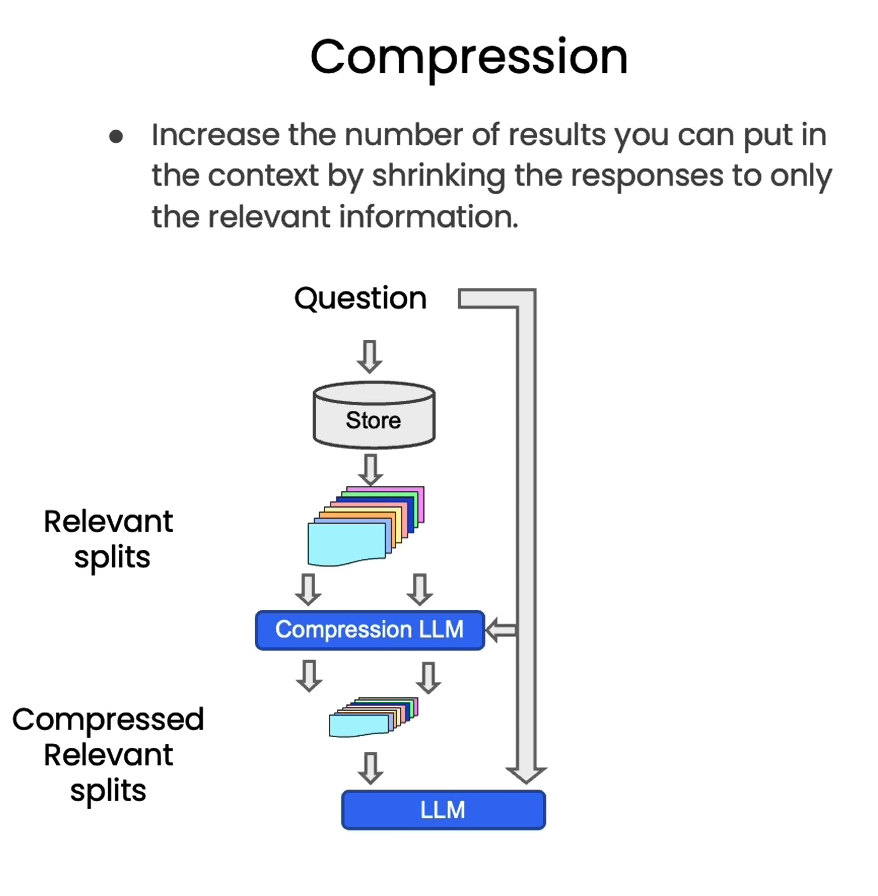 Compression
● Increase the number of results you can put in
the context by shrinking the responses to only
the relevant information.
Question
Store
Relevant
splits
Compression LLM
Compressed
Relevant
splits
LLM